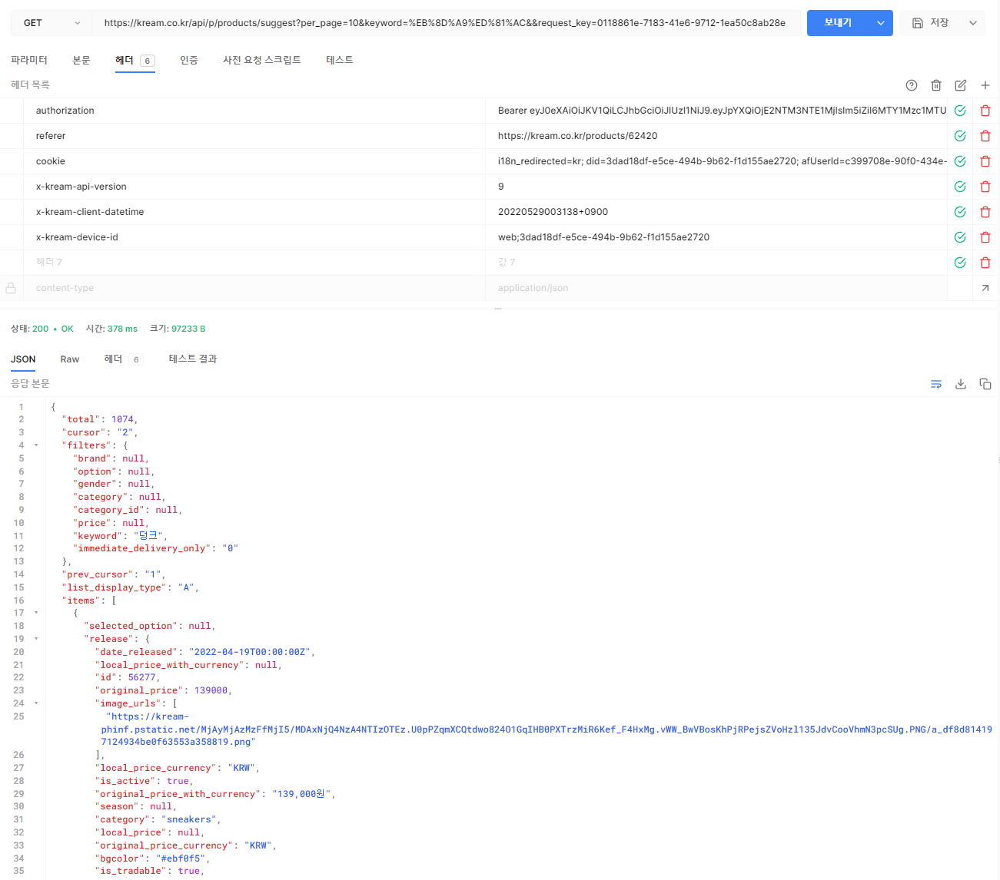 GET
https://kream.co.kr/api/p/products/suggest?per_page=10&keyword=%EB%8D%A9%ED%81%AC&&request_key=0118861e-7183-41e6-9712-1ea50c8ab28e
보내기
저장
파라미터 본문 헤더 6 인증 사전 요청 스크립트 테스트
헤더 목록
authorization Bearer eyJ0eXAiOiJKV1QiLCJhbGciOiJIUzI1NiJ9.eyJpYXQiOjE2NTM3NTE1MjIsIm5iZiI6MTY1Mzc1MTU
referer https://kream.co.kr/products/62420
cookie i18n_redirected=kr; did=3dad18df-e5ce-494b-9b62-f1d155ae2720; afUserId=c399708e-90f0-434e-
x-kream-api-version 9
x-kream-client-datetime 20220529003138+0900
x-kream-device-id web;3dad18df-e5ce-494b-9b62-f1d155ae2720
헤더 7 값 7
content-type application/json
상태: 200 • OK 시간: 378 ms 크기: 97233 B
JSON Raw 헤더 6 테스트 결과
응답 본문
1 {
2 "total": 1074,
3 "cursor": "2",
4 "filters": {
5 "brand": null,
6 "option": null,
7 "gender": null,
8 "category": null,
9 "category_id": null,
10 "price": null,
11 "keyword": "덩크",
12 "immediate_delivery_only": "0"
13 },
14 "prev_cursor": "1",
15 "list_display_type": "A",
16 "items": [
17 {
18 "selected_option": null,
19 "release": {
20 "date_released": "2022-04-19T00:00:00Z",
21 "local_price_with_currency": null,
22 "id": 56277,
23 "original_price": 139000,
24 "image_urls": [
25 "https://kream-
phinf.pstatic.net/MjAyMjAzMzFfMjI5/MDAxNjQ4NzA4NTIzOTEz.U0pPZqmXCQtdwo824O1GqIHB0PXTrzMiR6Kef_F4HxMg.vWW_BwVBosKhPjRPejsZVoHzl135JdvCooVhmN3pcSUg.PNG/a_df8d81419
7124934be0f63553a358819.png"
26 ],
27 "local_price_currency": "KRW",
28 "is_active": true,
29 "original_price_with_currency": "139,000원",
30 "season": null,
31 "category": "sneakers",
32 "local_price": null,
33 "original_price_currency": "KRW",
34 "bgcolor": "#ebf0f5",
35 "is_tradable": true,